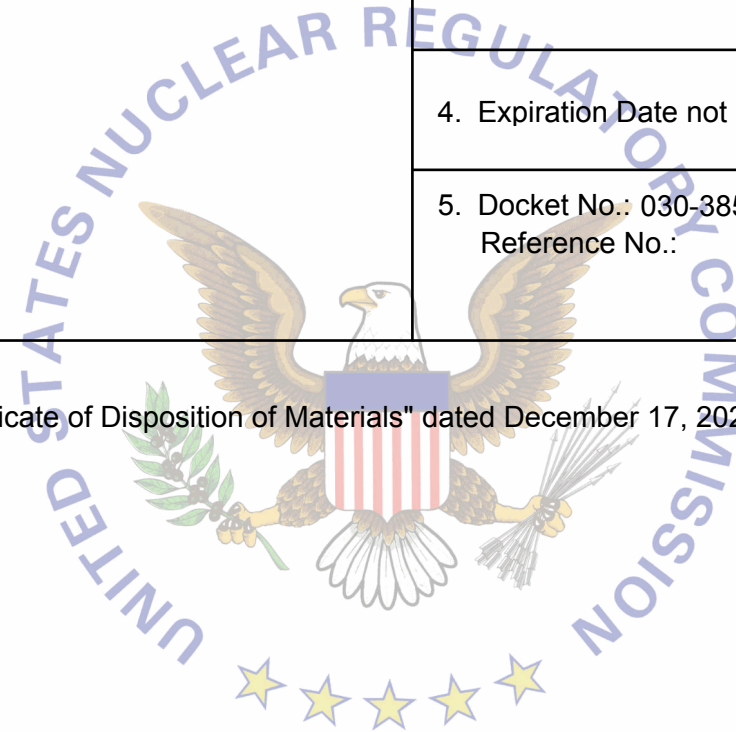 UNITED STATES NUCLEAR REGULATORY COMMISSION
4. Expiration Date not
5. Docket No.: 030-385
Reference No.:
icate of Disposition of Materials" dated December 17, 202